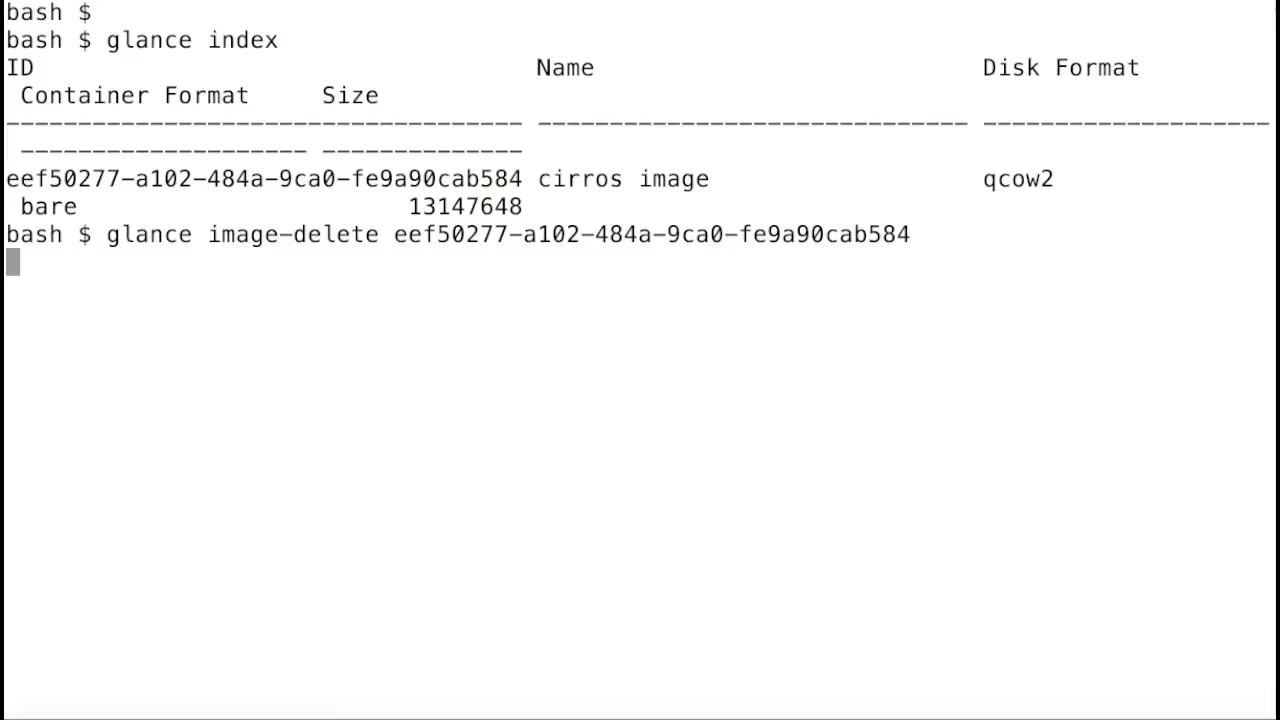 bash $
bash $ glance index
ID                                   Name                           Disk Format
 Container Format     Size
------------------------------------ ------------------------------ --------------------
 -------------------- --------------
eef50277-a102-484a-9ca0-fe9a90cab584 cirros image                   qcow2
 bare                       13147648
bash $ glance image-delete eef50277-a102-484a-9ca0-fe9a90cab584